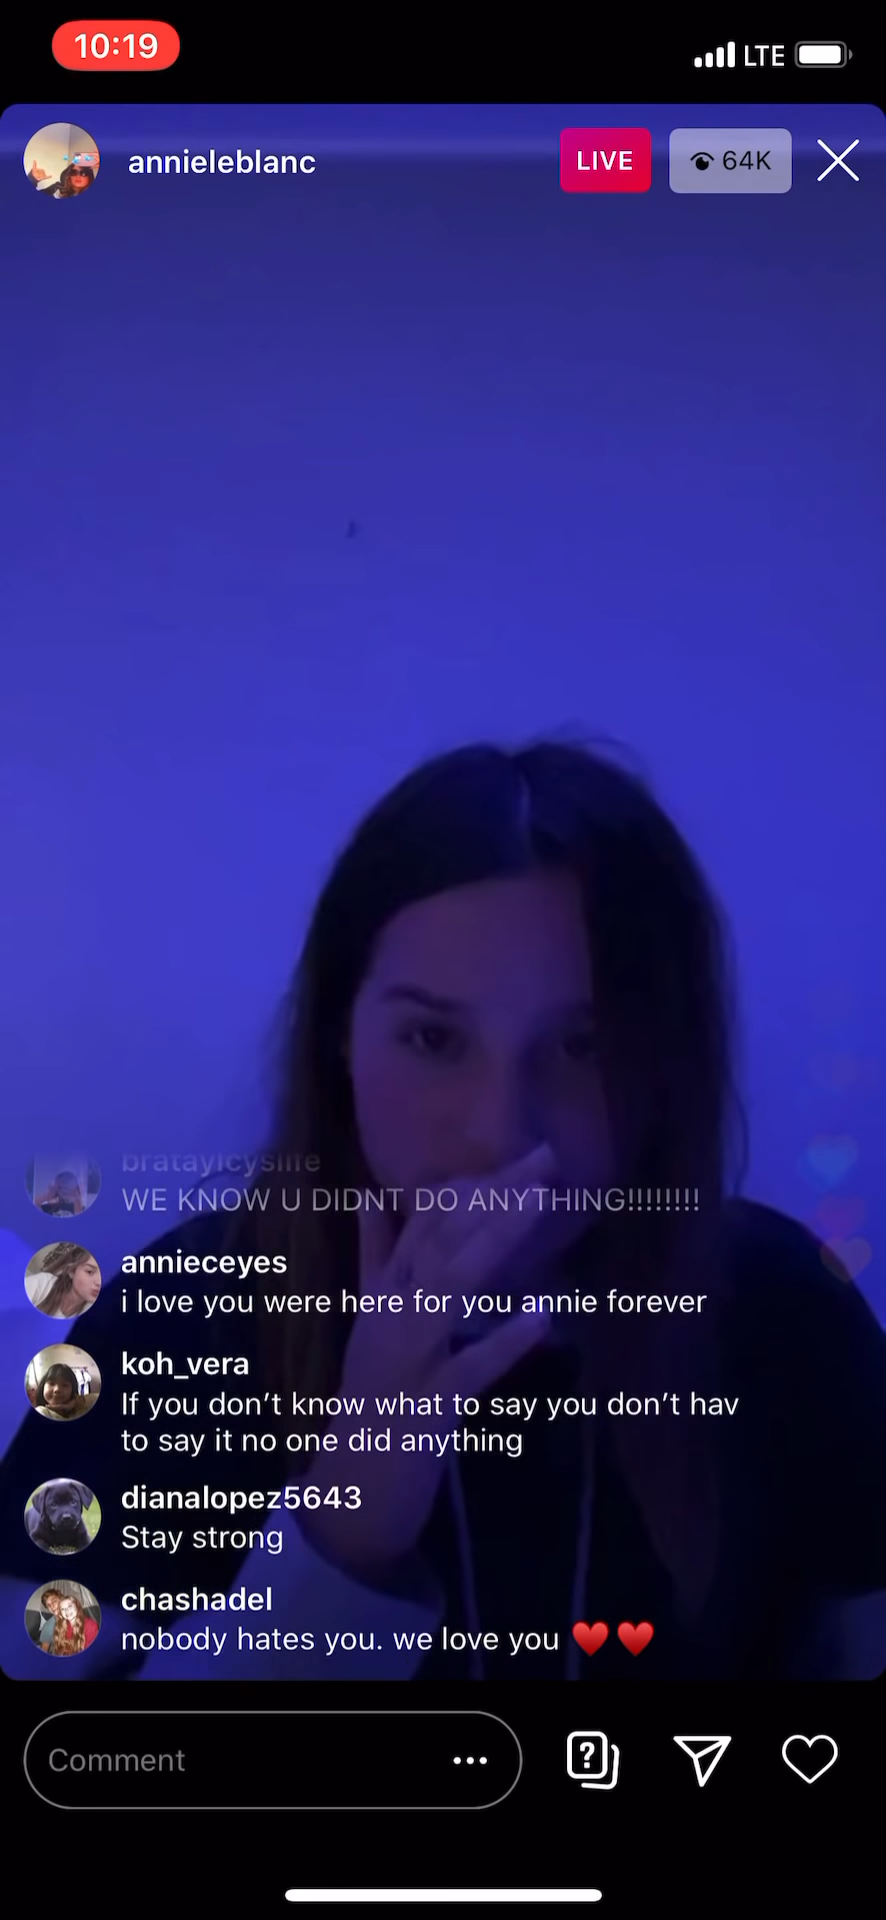 10:19
LTE
annieleblanc
LIVE
64K
bratayicyslife
WE KNOW U DIDNT DO ANYTHING!!!!!!!!
annieceyes
i love you were here for you annie forever
koh_vera
If you don’t know what to say you don’t hav
to say it no one did anything
dianalopez5643
Stay strong
chashadel
nobody hates you. we love you ❤️❤️
Comment